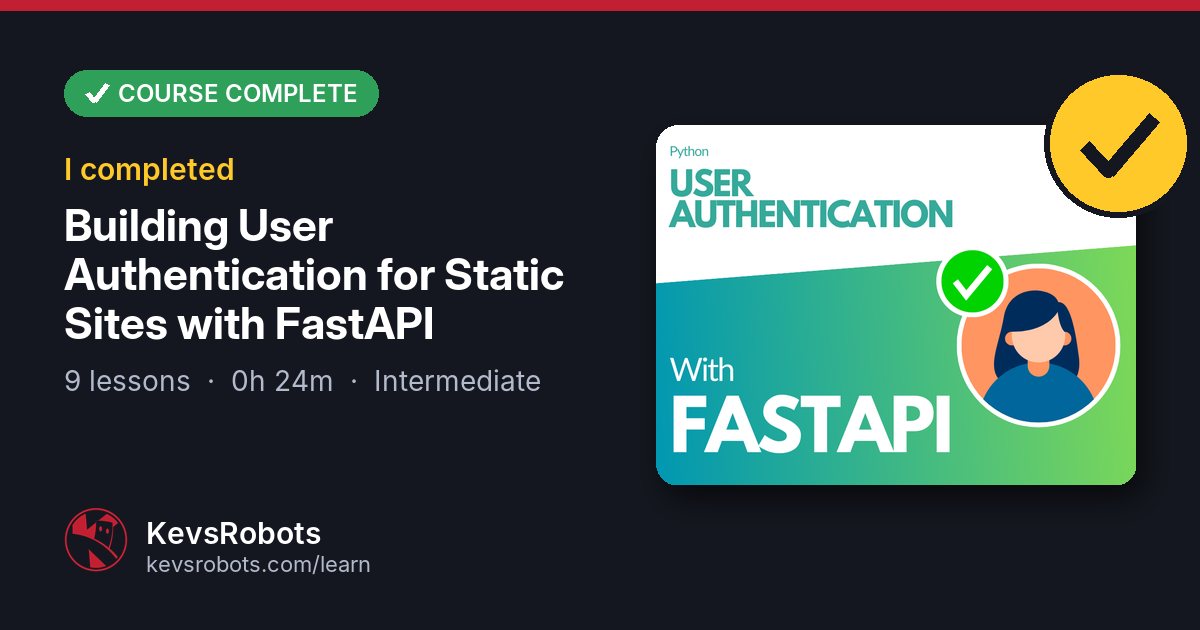 COURSE COMPLETE
I completed
Building User
Authentication for Static
Sites with FastAPI
9 lessons · 0h 24m · Intermediate
KevsRobots
kevsrobots.com/learn
Python
USER
AUTHENTICATION
With
FASTAPI